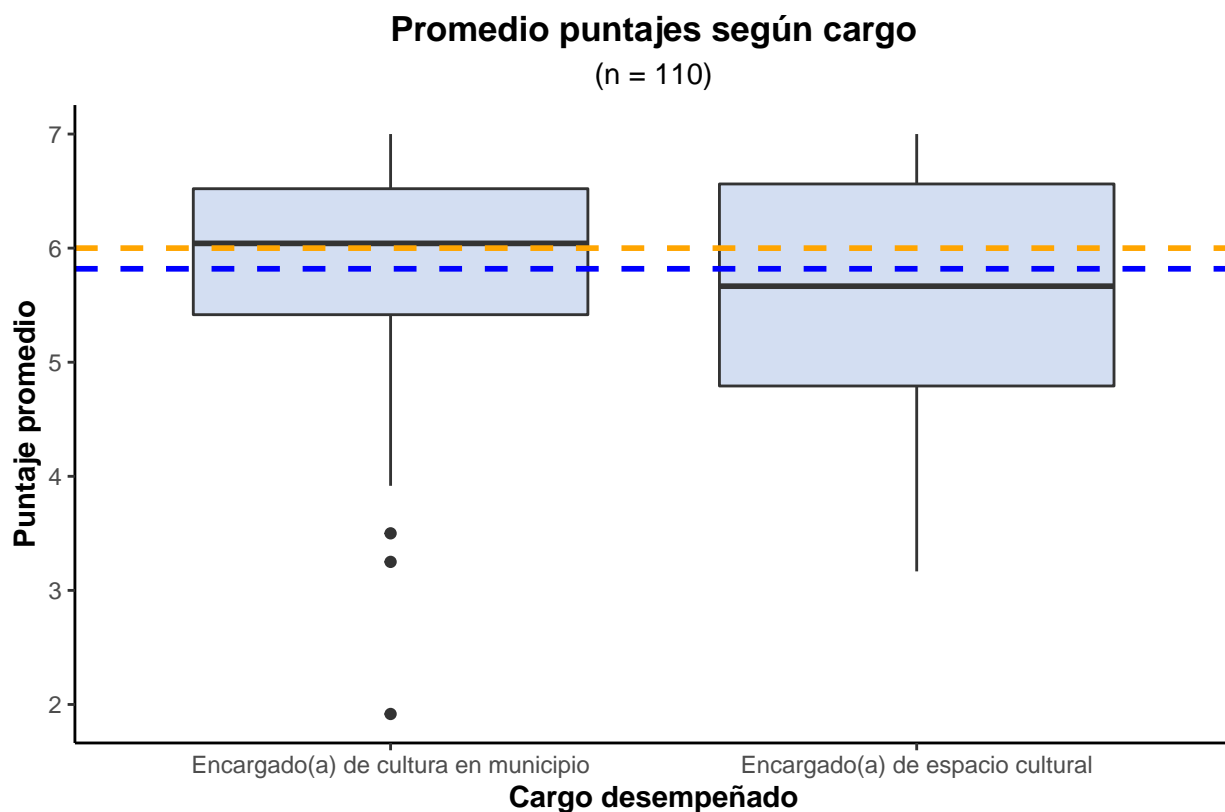 Promedio puntajes según cargo
(n = 110)
Puntaje promedio
7
6
5
4
3
2
Encargado(a) de cultura en municipio
Encargado(a) de espacio cultural
Cargo desempeñado